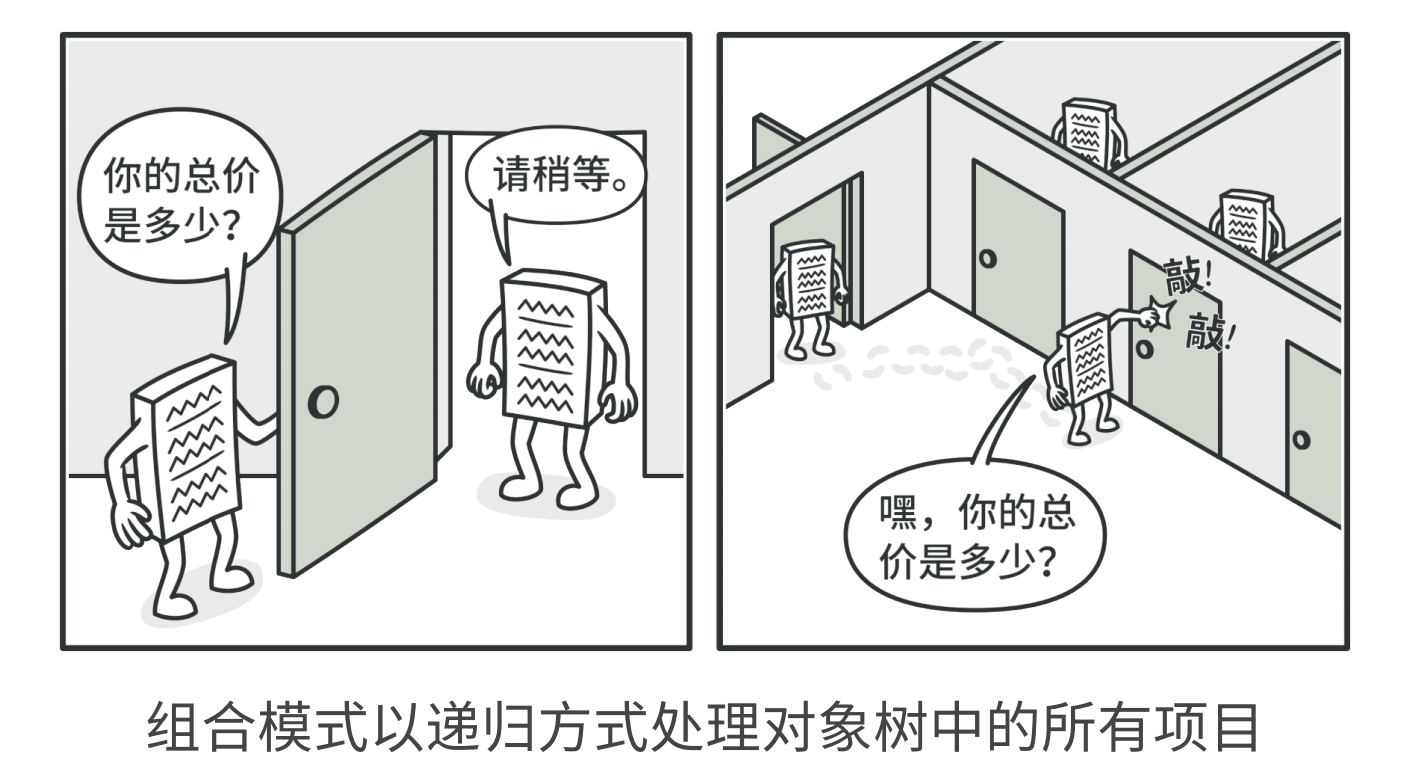 你的总价
是多少？
请稍等。
敲！
敲！
嘿，你的总
价是多少？
组合模式以递归方式处理对象树中的所有项目